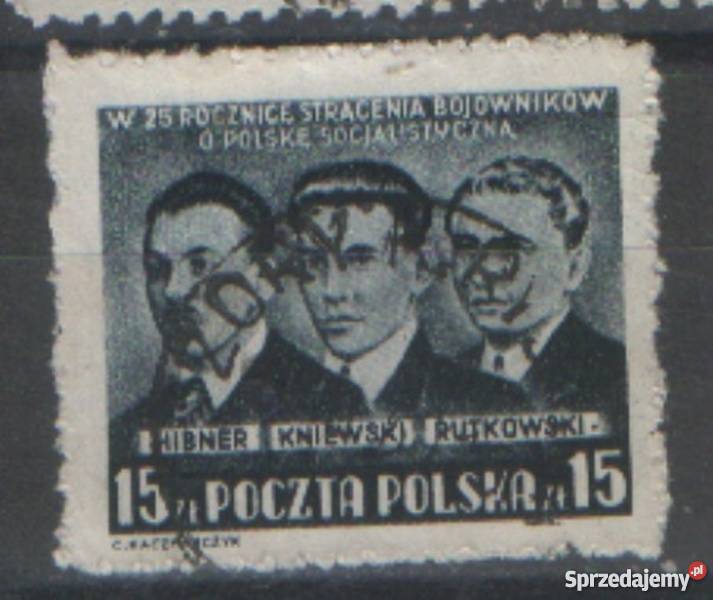 W 25 ROCZNICĘ STRACENIA BOJOWNIKÓW
O POLSKĘ SOCJALISTYCZNĄ
HIBNER KNIEWSKI RUTKOWSKI
15 zł POCZTA POLSKA zł 15
Sprzedajemy.pl